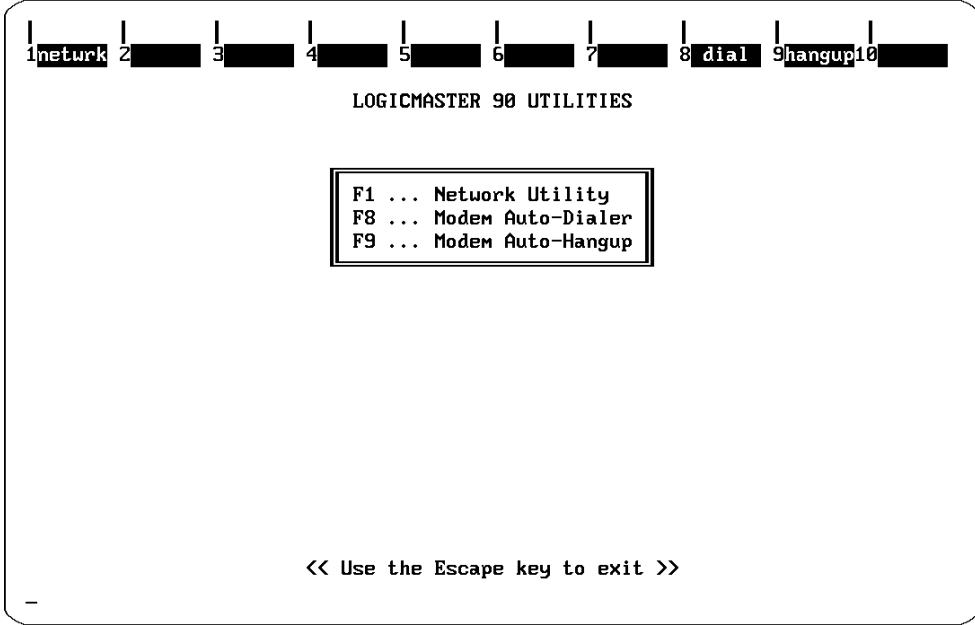 1netwrk 2 3 4 5 6 7 8 dial 9hangup10
LOGICMASTER 90 UTILITIES
F1 ... Network Utility
F8 ... Modem Auto-Dialer
F9 ... Modem Auto-Hangup
<< Use the Escape key to exit >>
_